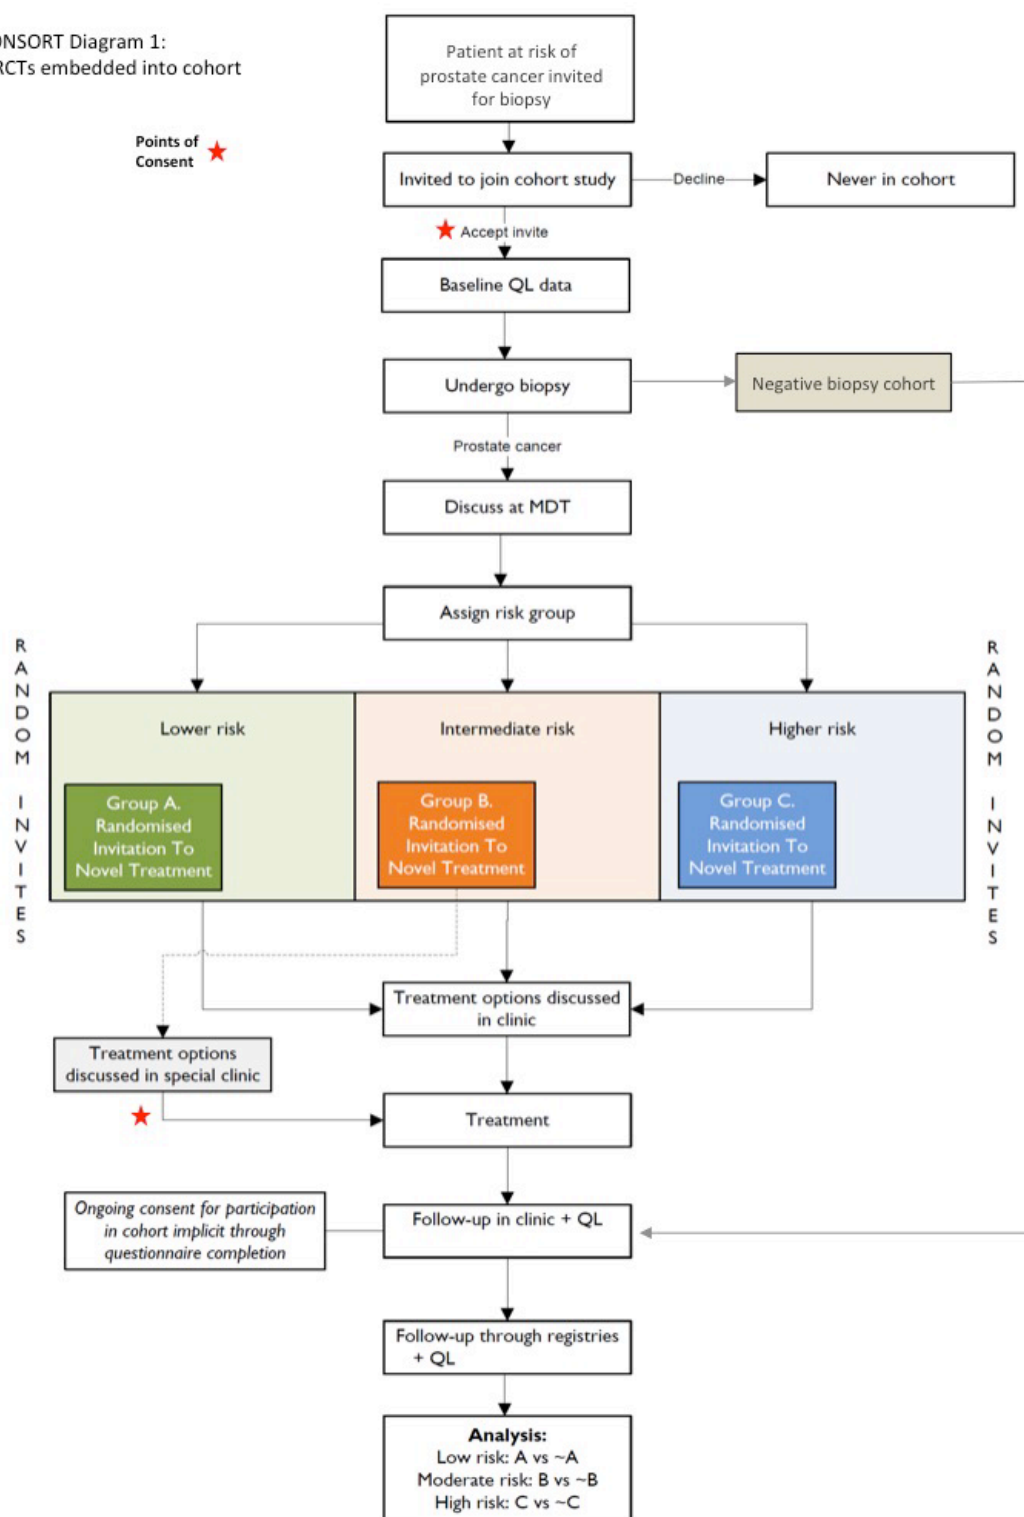 ONSORT Diagram 1:
RCTs embedded into cohort
Points of
Consent
Patient at risk of
prostate cancer invited
for biopsy
Invited to join cohort study
Decline
Never in cohort
Accept invite
Baseline QL data
Undergo biopsy
Negative biopsy cohort
Prostate cancer
Discuss at MDT
Assign risk group
RANDOM INVITES
Lower risk
Intermediate risk
Higher risk
RANDOM INVITES
Group A.
Randomised
Invitation To
Novel Treatment
Group B.
Randomised
Invitation To
Novel Treatment
Group C.
Randomised
Invitation To
Novel Treatment
Treatment options discussed
in clinic
Treatment options
discussed in special clinic
Treatment
Ongoing consent for participation
in cohort implicit through
questionnaire completion
Follow-up in clinic + QL
Follow-up through registries
+ QL
Analysis:
Low risk: A vs ~A
Moderate risk: B vs ~B
High risk: C vs ~C